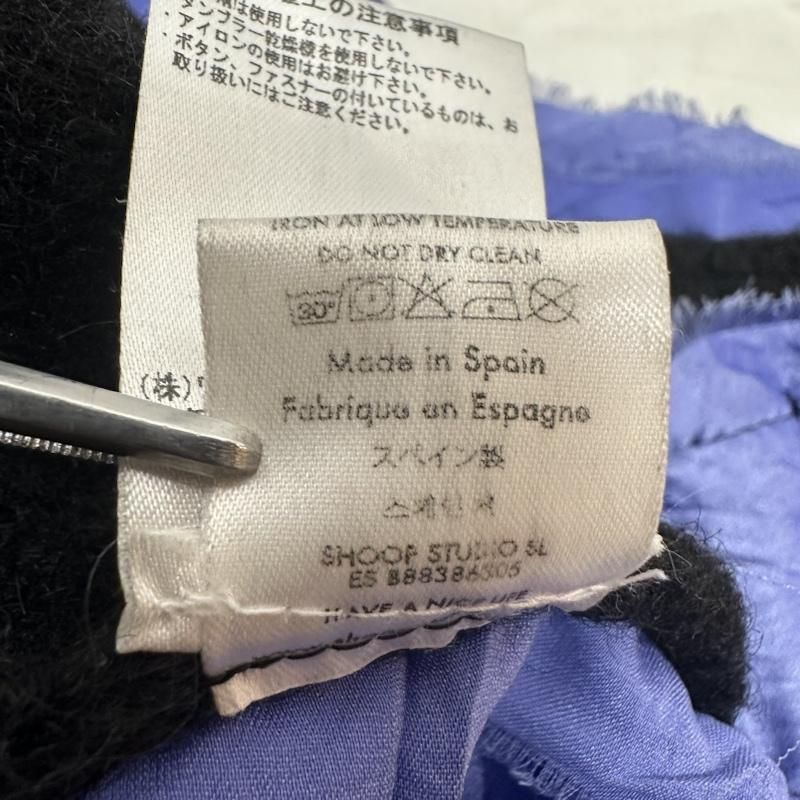 上の注意事項
は使用しないで下さい。
・タンブラー乾燥機を使用しないで下さい。
・アイロンの使用はお避け下さい。
・ボタン、ファスナーの付いているものは、お
取り扱いにはご注意ください。
(株)
IRON AT LOW TEMPERATURE
DO NOT DRY CLEAN
30°
Made in Spain
Fabriqué en Espagne
スペイン製
스페인 제
SHOOP STUDIO SL
ES B88386305
HAVE A NICE LIFE